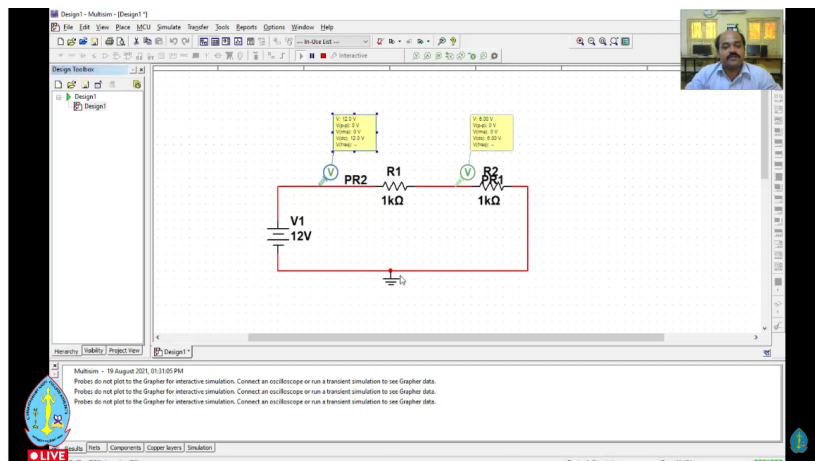 Design1 - Multisim - [Design1 *]
File Edit View Place MCU Simulate Transfer Tools Reports Options Window Help
--- In-Use List ---
Interactive
Design Toolbox
Design1
Design1
V: 12.0 V
V(p-p): 0 V
V(rms): 0 V
V(dc): 12.0 V
V(freq): --
V: 6.00 V
V(p-p): 0 V
V(rms): 0 V
V(dc): 6.00 V
V(freq): --
V
V
PR2
R1
1kΩ
R2
PR1
1kΩ
V1
12V
Hierarchy Visibility Project View
Design1 *
Multisim - 19 August 2021, 01:31:05 PM
Probes do not plot to the Grapher for interactive simulation. Connect an oscilloscope or run a transient simulation to see Grapher data.
Probes do not plot to the Grapher for interactive simulation. Connect an oscilloscope or run a transient simulation to see Grapher data.
Probes do not plot to the Grapher for interactive simulation. Connect an oscilloscope or run a transient simulation to see Grapher data.
Nets Components Copper layers Simulation
LIVE